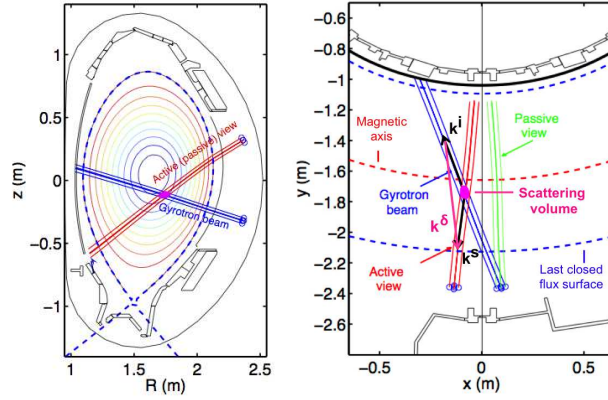 1
0.5
0
−0.5
−1
z (m)
1
1.5
2
2.5
R (m)
Active (passive) view
Gyrotron beam
−0.6
−0.8
−1
−1.2
−1.4
−1.6
−1.8
−2
−2.2
−2.4
−2.6
y (m)
−0.5
0
0.5
x (m)
Magnetic
axis
Gyrotron
beam
k^i
k^δ
k^s
Active
view
Passive
view
Scattering
volume
Last closed
flux surface